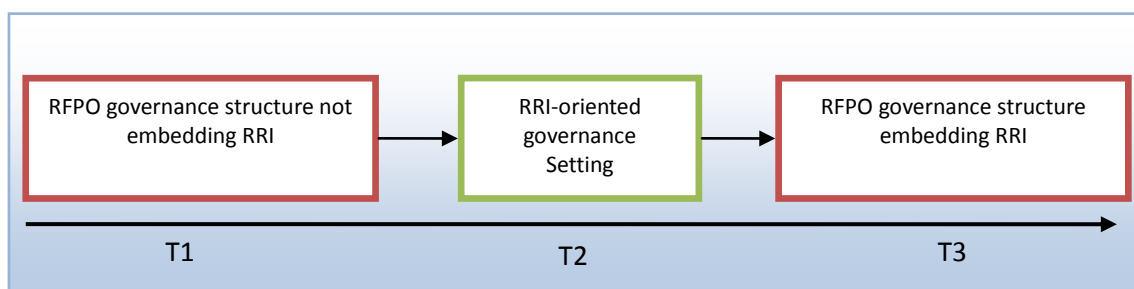 RFPO governance structure not
embedding RRI
RRI-oriented
governance
Setting
RFPO governance structure
embedding RRI
T1
T2
T3